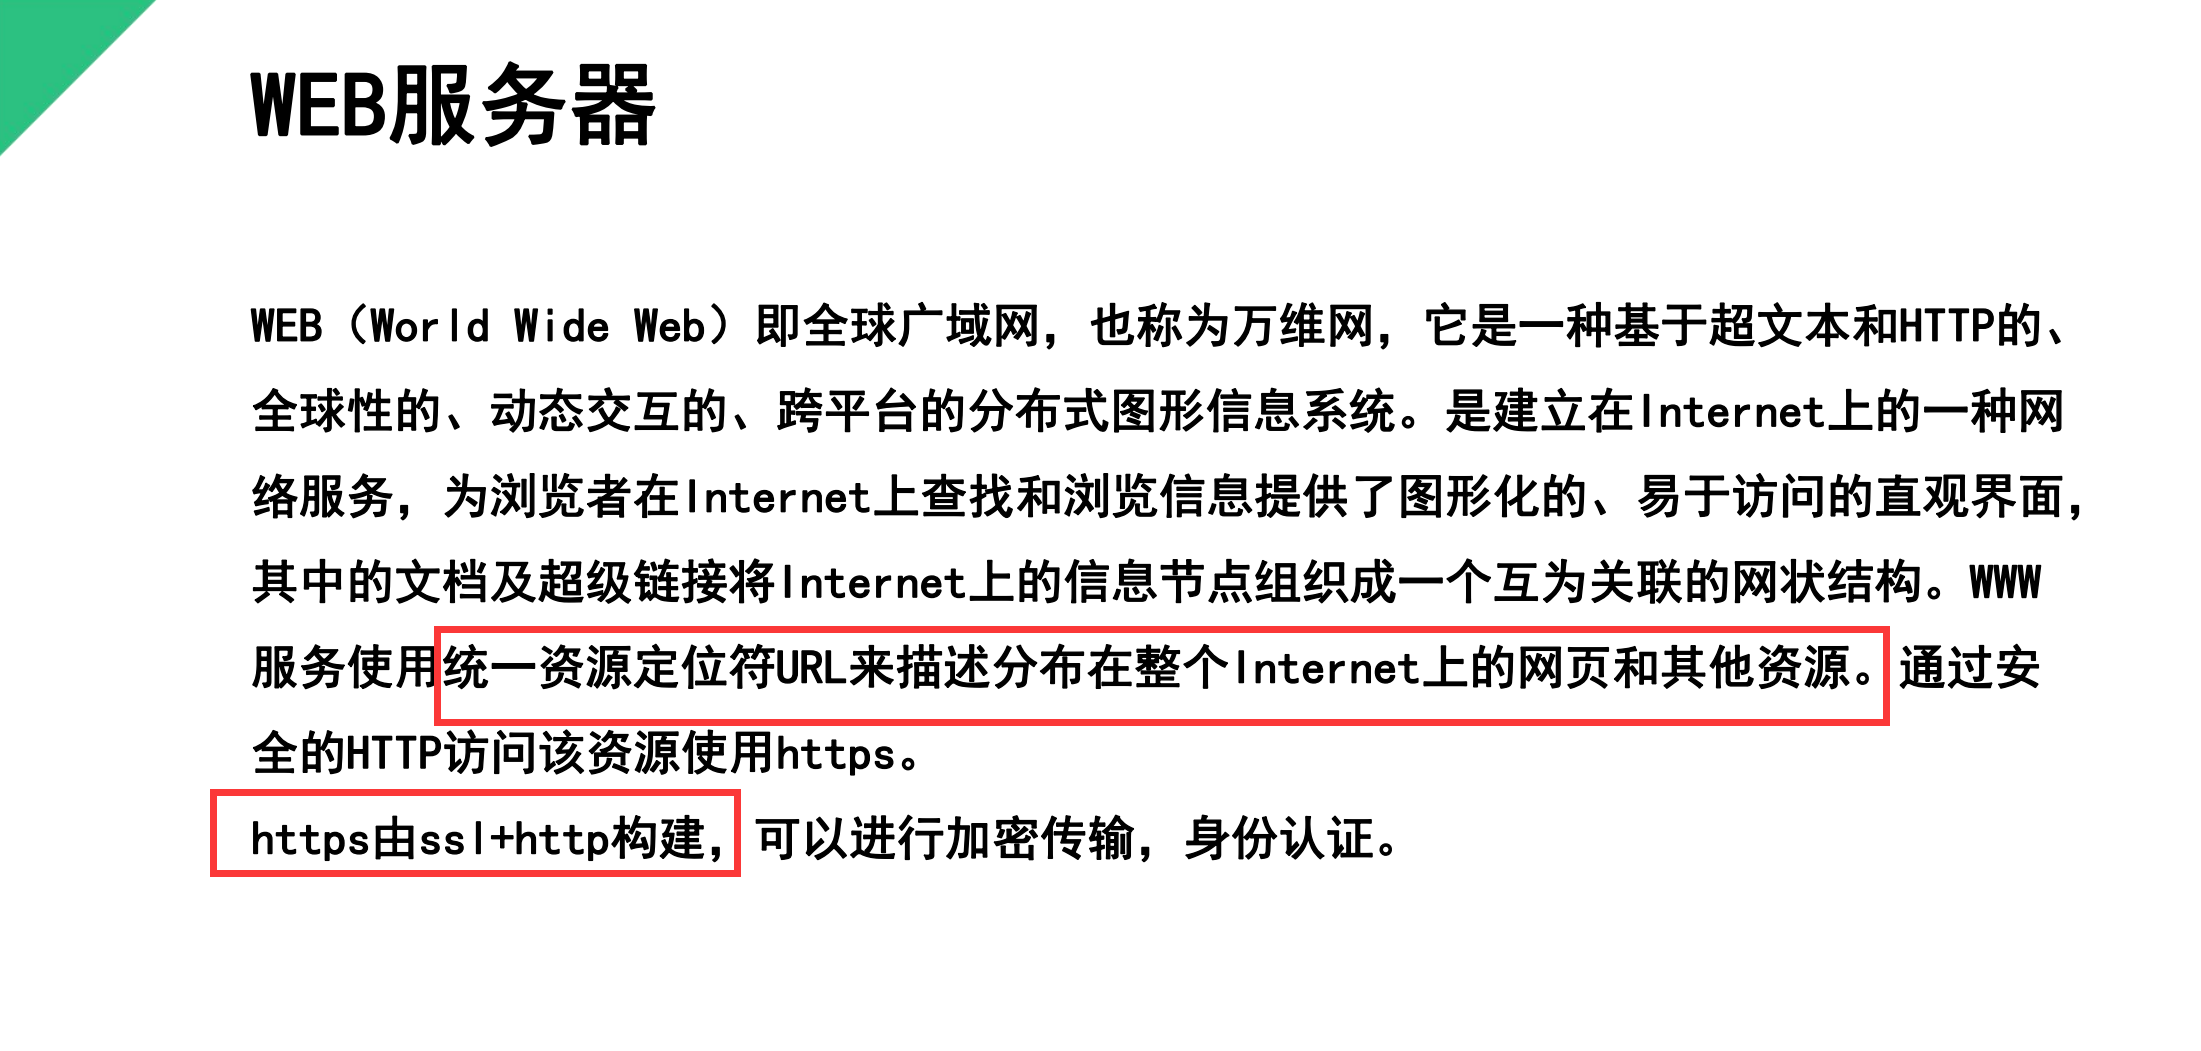 WEB服务器
WEB（World Wide Web）即全球广域网，也称为万维网，它是一种基于超文本和HTTP的、
全球性的、动态交互的、跨平台的分布式图形信息系统。是建立在Internet上的一种网
络服务，为浏览者在Internet上查找和浏览信息提供了图形化的、易于访问的直观界面，
其中的文档及超级链接将Internet上的信息节点组织成一个互为关联的网状结构。WWW
服务使用统一资源定位符URL来描述分布在整个Internet上的网页和其他资源。通过安
全的HTTP访问该资源使用https。
https由ssl+http构建，可以进行加密传输，身份认证。